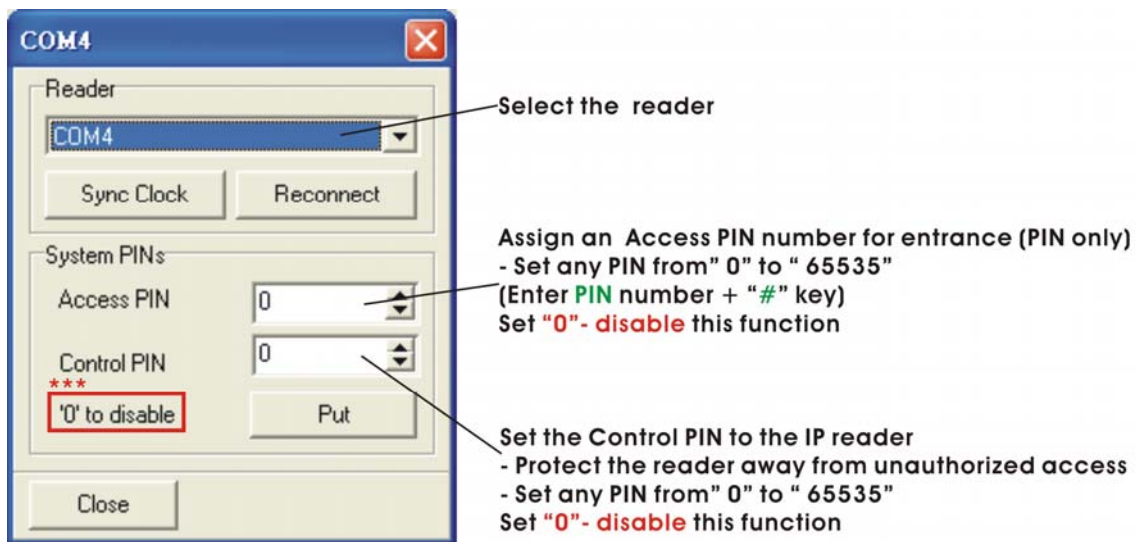 COM4
Reader
COM4
Select the reader
Sync Clock
Reconnect
System PINs
Access PIN
0
Assign an Access PIN number for entrance (PIN only)
- Set any PIN from” 0” to “ 65535”
(Enter PIN number + “#” key)
Set “0”- disable this function
Control PIN
0
***
'0' to disable
Put
Set the Control PIN to the IP reader
- Protect the reader away from unauthorized access
- Set any PIN from” 0” to “ 65535”
Set “0”- disable this function
Close